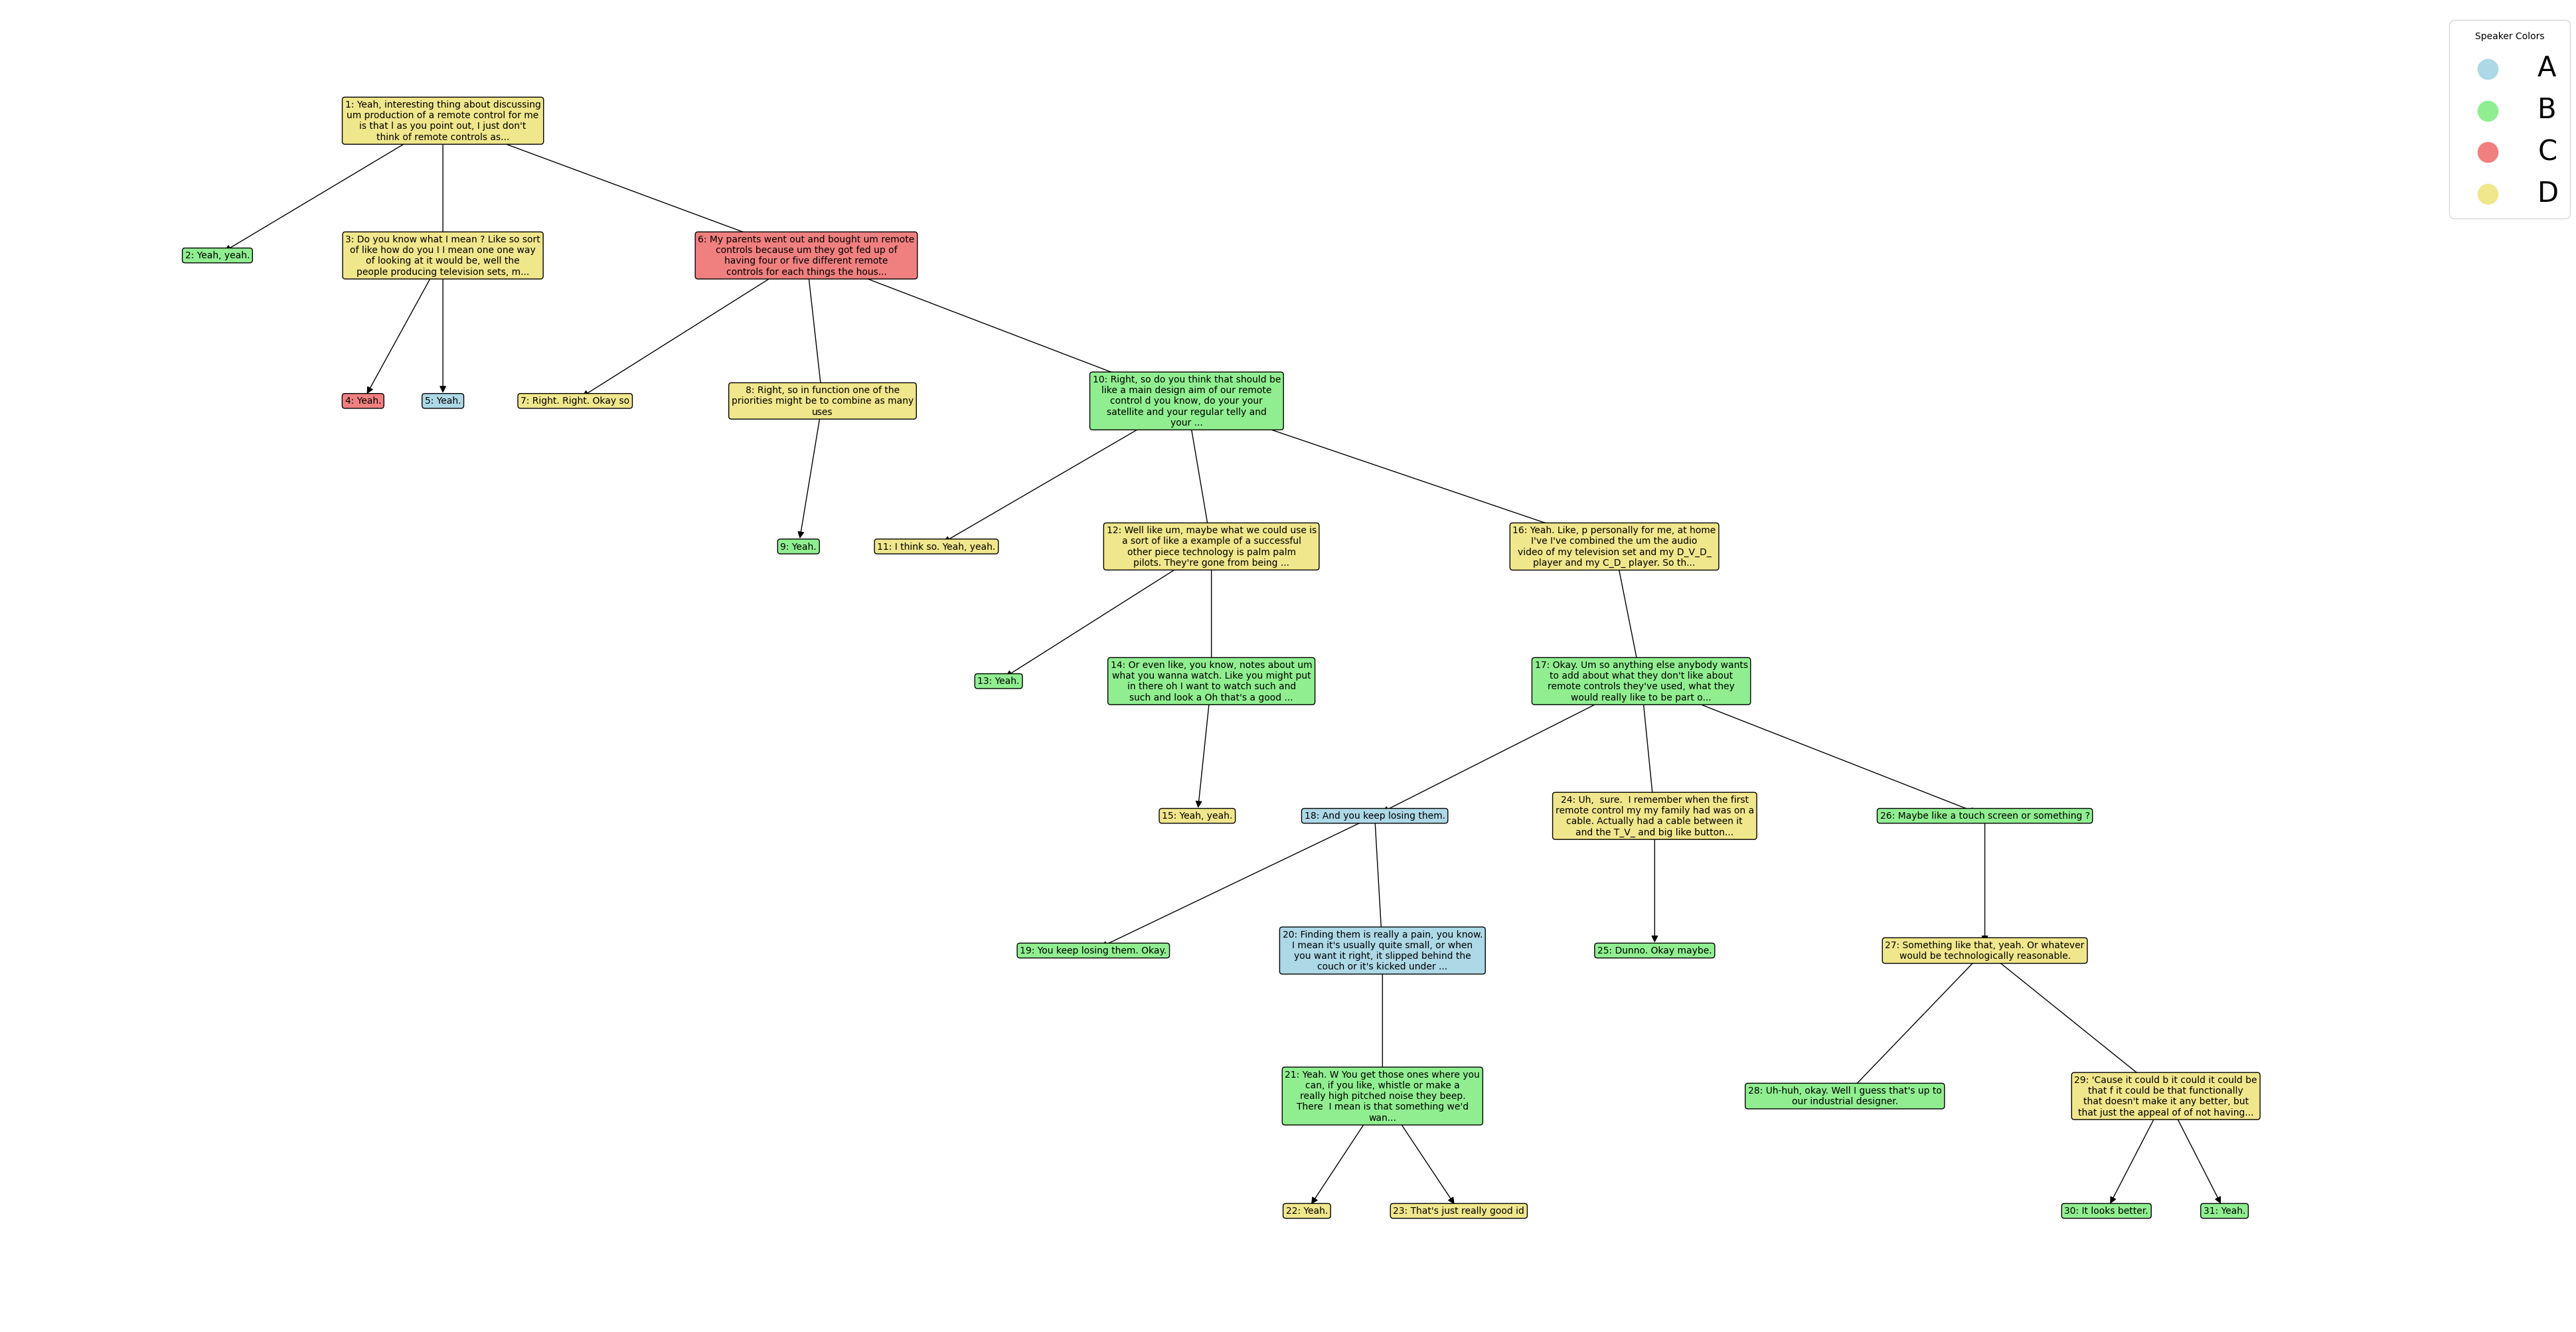 Speaker Colors
A
B
C
D
1: Yeah, interesting thing about discussing
um production of a remote control for me
is that l as you point out, I just don't
think of remote controls as...
2: Yeah, yeah.
3: Do you know what I mean ? Like so sort
of like how do you I I mean one one way
of looking at it would be, well the
people producing television sets, m...
6: My parents went out and bought um remote
controls because um they got fed up of
having four or five different remote
controls for each things the hous...
4: Yeah.
5: Yeah.
7: Right. Right. Okay so
8: Right, so in function one of the
priorities might be to combine as many
uses
10: Right, so do you think that should be
like a main design aim of our remote
control d you know, do your your
satellite and your regular telly and
your ...
9: Yeah.
11: I think so. Yeah, yeah.
12: Well like um, maybe what we could use is
a sort of like a example of a successful
other piece technology is palm palm
pilots. They're gone from being ...
16: Yeah. Like, p personally for me, at home
I've I've combined the um the audio
video of my television set and my D_V_D_
player and my C_D_ player. So th...
13: Yeah.
14: Or even like, you know, notes about um
what you wanna watch. Like you might put
in there oh I want to watch such and
such and look a Oh that's a good ...
17: Okay. Um so anything else anybody wants
to add about what they don't like about
remote controls they've used, what they
would really like to be part o...
15: Yeah, yeah.
18: And you keep losing them.
24: Uh,  sure.  I remember when the first
remote control my my family had was on a
cable. Actually had a cable between it
and the T_V_ and big like button...
26: Maybe like a touch screen or something ?
19: You keep losing them. Okay.
20: Finding them is really a pain, you know.
I mean it's usually quite small, or when
you want it right, it slipped behind the
couch or it's kicked under ...
25: Dunno. Okay maybe.
27: Something like that, yeah. Or whatever
would be technologically reasonable.
21: Yeah. W You get those ones where you
can, if you like, whistle or make a
really high pitched noise they beep.
There  I mean is that something we'd
wan...
28: Uh-huh, okay. Well I guess that's up to
our industrial designer.
29: 'Cause it could b it could it could be
that f it could be that functionally
that doesn't make it any better, but
that just the appeal of of not having...
22: Yeah.
23: That's just really good id
30: It looks better.
31: Yeah.